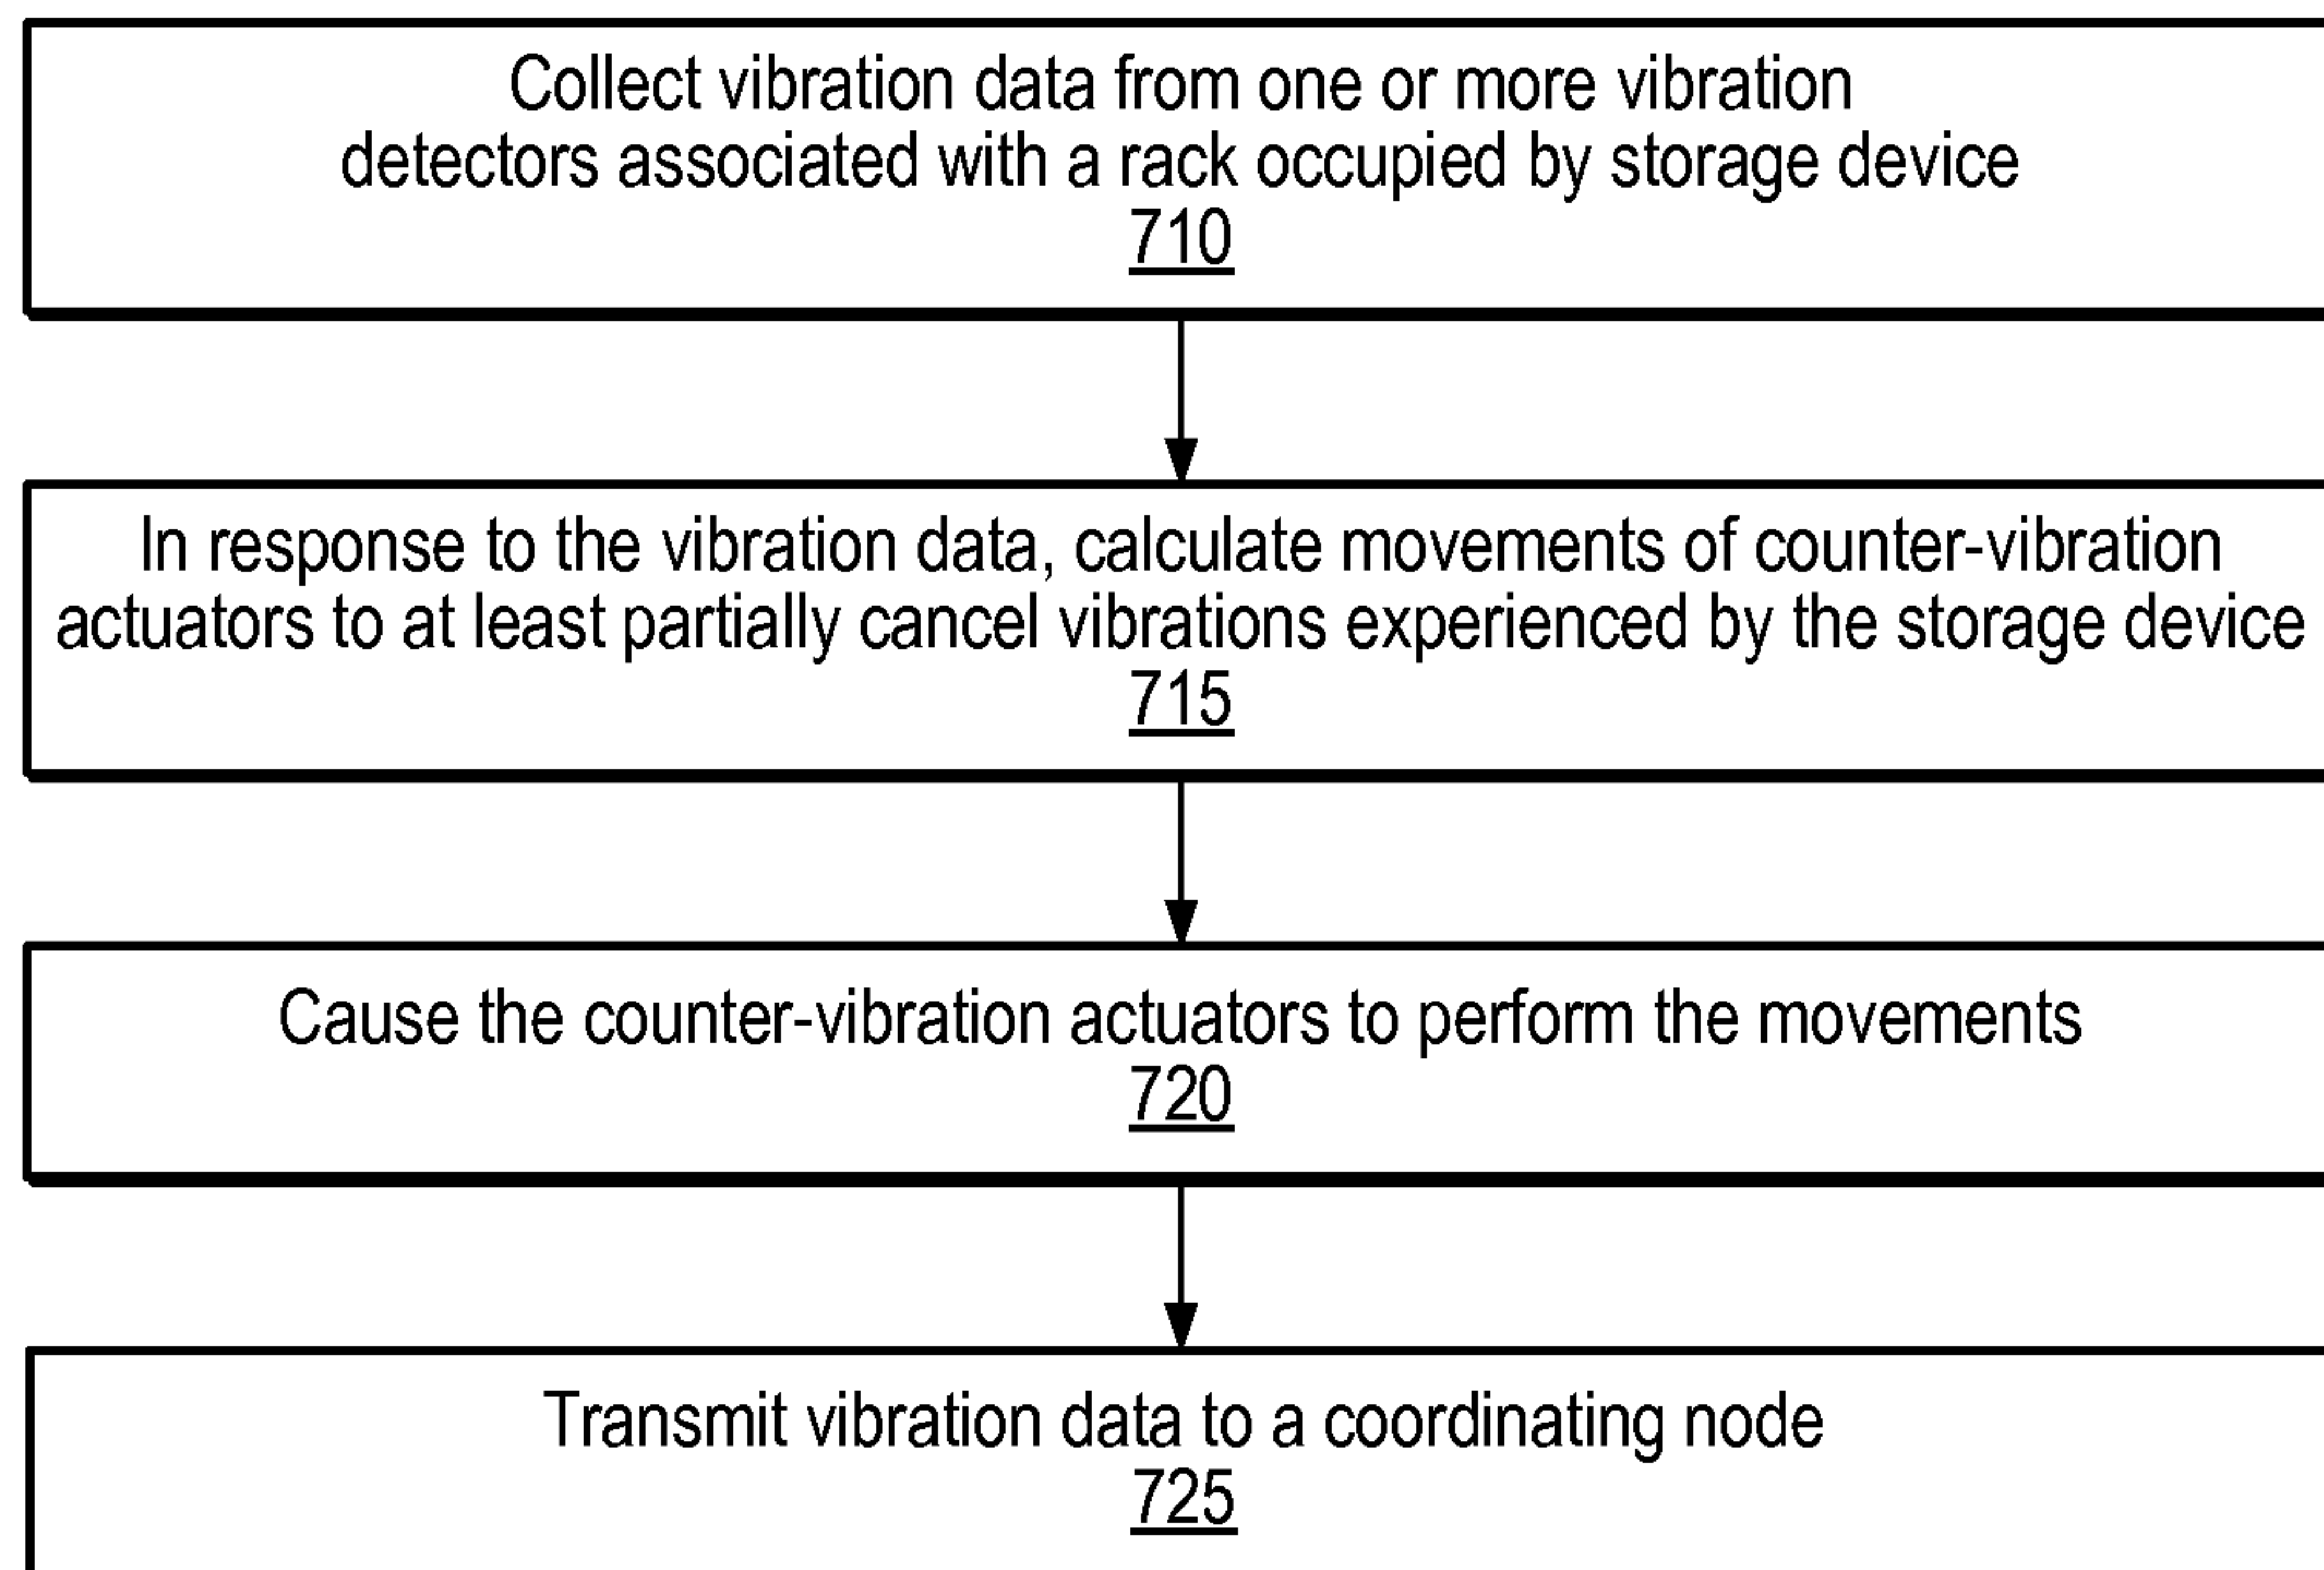 Collect vibration data from one or more vibration
detectors associated with a rack occupied by storage device
710
In response to the vibration data, calculate movements of counter-vibration
actuators to at least partially cancel vibrations experienced by the storage device
715
Cause the counter-vibration actuators to perform the movements
720
Transmit vibration data to a coordinating node
725